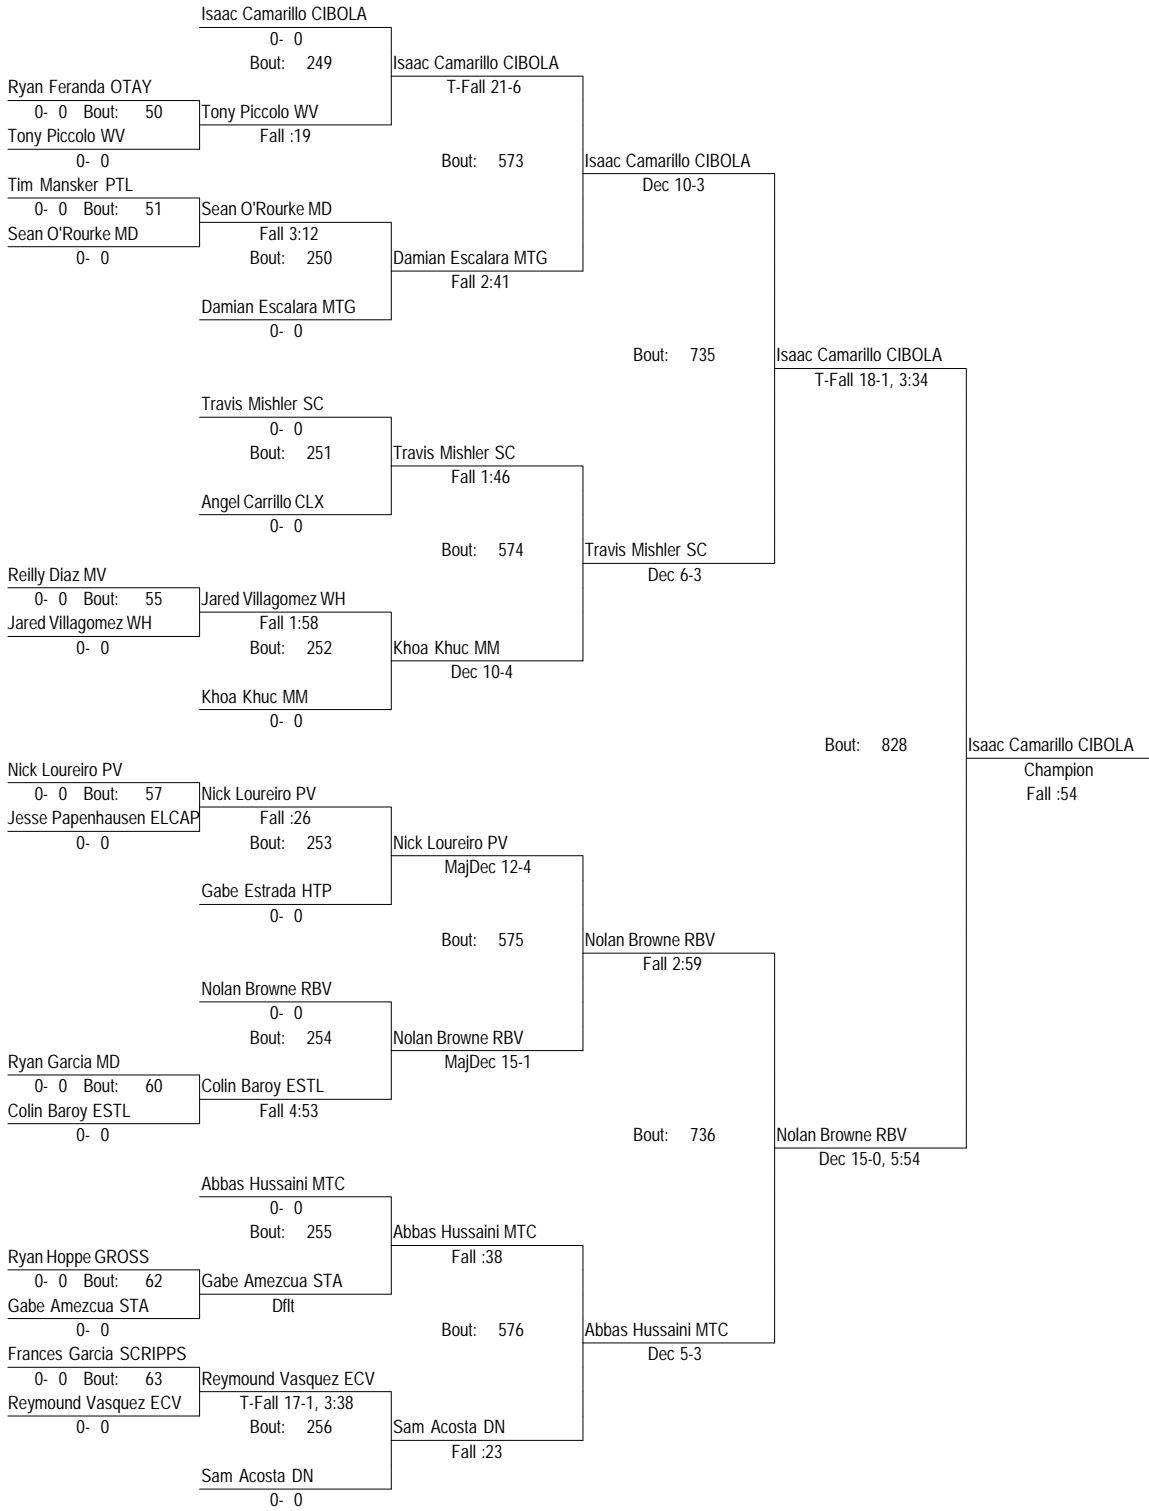 Isaac Camarillo CIBOLA
0- 0
Bout: 249
Isaac Camarillo CIBOLA
T-Fall 21-6
Ryan Feranda OTAY
0- 0 Bout: 50
Tony Piccolo WV
Fall :19
Tony Piccolo WV
0- 0
Bout: 573
Isaac Camarillo CIBOLA
Dec 10-3
Tim Mansker PTL
0- 0 Bout: 51
Sean O'Rourke MD
Fall 3:12
Sean O'Rourke MD
0- 0
Bout: 250
Damian Escalara MTG
Fall 2:41
Damian Escalara MTG
0- 0
Bout: 735
Isaac Camarillo CIBOLA
T-Fall 18-1, 3:34
Travis Mishler SC
0- 0
Bout: 251
Travis Mishler SC
Fall 1:46
Angel Carrillo CLX
0- 0
Bout: 574
Travis Mishler SC
Dec 6-3
Reilly Diaz MV
0- 0 Bout: 55
Jared Villagomez WH
Fall 1:58
Jared Villagomez WH
0- 0
Bout: 252
Khoa Khuc MM
Dec 10-4
Khoa Khuc MM
0- 0
Bout: 828
Isaac Camarillo CIBOLA
Champion
Fall :54
Nick Loureiro PV
0- 0 Bout: 57
Nick Loureiro PV
Fall :26
Jesse Papenhausen ELCAP
0- 0
Bout: 253
Nick Loureiro PV
MajDec 12-4
Gabe Estrada HTP
0- 0
Bout: 575
Nolan Browne RBV
Fall 2:59
Nolan Browne RBV
0- 0
Bout: 254
Nolan Browne RBV
MajDec 15-1
Ryan Garcia MD
0- 0 Bout: 60
Colin Baroy ESTL
Fall 4:53
Colin Baroy ESTL
0- 0
Bout: 736
Nolan Browne RBV
Dec 15-0, 5:54
Abbas Hussaini MTC
0- 0
Bout: 255
Abbas Hussaini MTC
Fall :38
Ryan Hoppe GROSS
0- 0 Bout: 62
Gabe Amezcua STA
Dflt
Gabe Amezcua STA
0- 0
Bout: 576
Abbas Hussaini MTC
Dec 5-3
Frances Garcia SCRIPPS
0- 0 Bout: 63
Reymound Vasquez ECV
T-Fall 17-1, 3:38
Reymound Vasquez ECV
0- 0
Bout: 256
Sam Acosta DN
Fall :23
Sam Acosta DN
0- 0